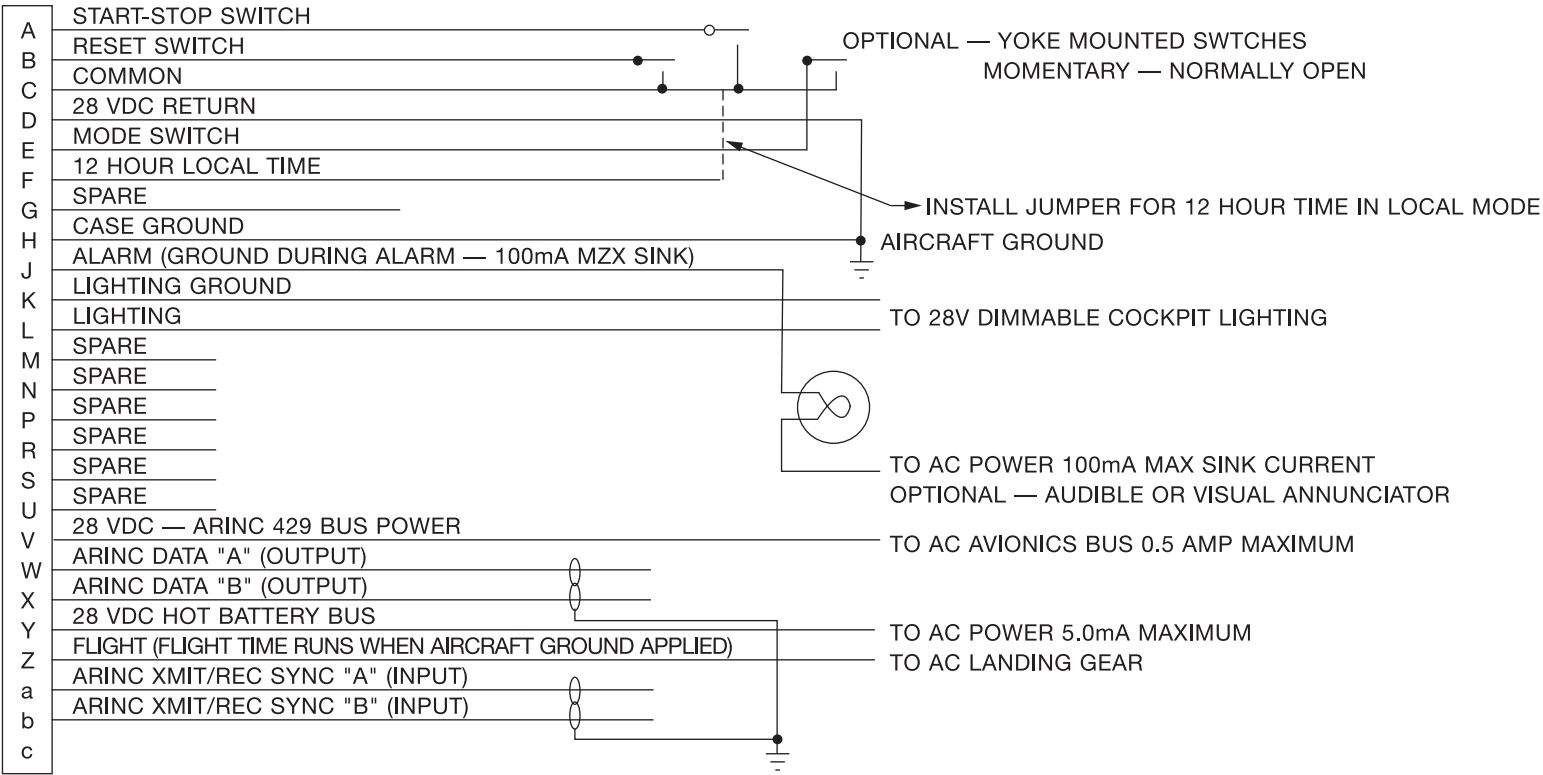 A START-STOP SWITCH
B RESET SWITCH
OPTIONAL — YOKE MOUNTED SWTCHES
MOMENTARY — NORMALLY OPEN
C COMMON
D 28 VDC RETURN
E MODE SWITCH
F 12 HOUR LOCAL TIME
G SPARE
INSTALL JUMPER FOR 12 HOUR TIME IN LOCAL MODE
H CASE GROUND
AIRCRAFT GROUND
J ALARM (GROUND DURING ALARM — 100mA MZX SINK)
K LIGHTING GROUND
L LIGHTING
TO 28V DIMMABLE COCKPIT LIGHTING
M SPARE
N SPARE
P SPARE
R SPARE
S SPARE
TO AC POWER 100mA MAX SINK CURRENT
OPTIONAL — AUDIBLE OR VISUAL ANNUNCIATOR
U SPARE
V 28 VDC — ARINC 429 BUS POWER
TO AC AVIONICS BUS 0.5 AMP MAXIMUM
W ARINC DATA "A" (OUTPUT)
X ARINC DATA "B" (OUTPUT)
Y 28 VDC HOT BATTERY BUS
TO AC POWER 5.0mA MAXIMUM
Z FLIGHT (FLIGHT TIME RUNS WHEN AIRCRAFT GROUND APPLIED)
TO AC LANDING GEAR
a ARINC XMIT/REC SYNC "A" (INPUT)
b ARINC XMIT/REC SYNC "B" (INPUT)
c